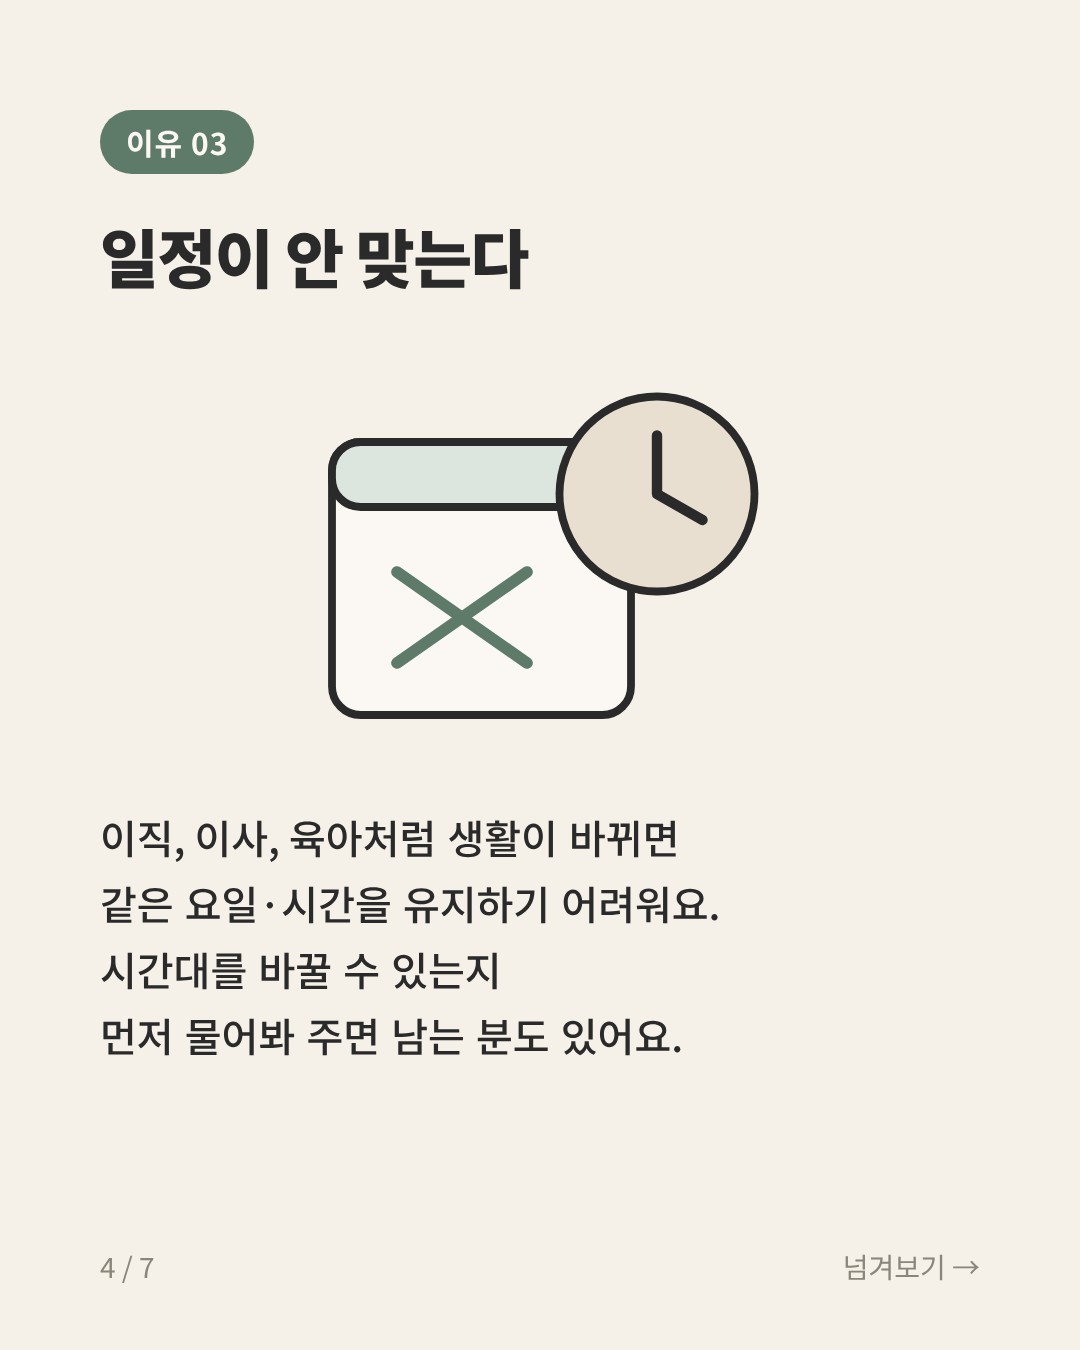 이유 03
일정이 안 맞는다
이직, 이사, 육아처럼 생활이 바뀌면
같은 요일·시간을 유지하기 어려워요.
시간대를 바꿀 수 있는지
먼저 물어봐 주면 남는 분도 있어요.
4 / 7
넘겨보기 →